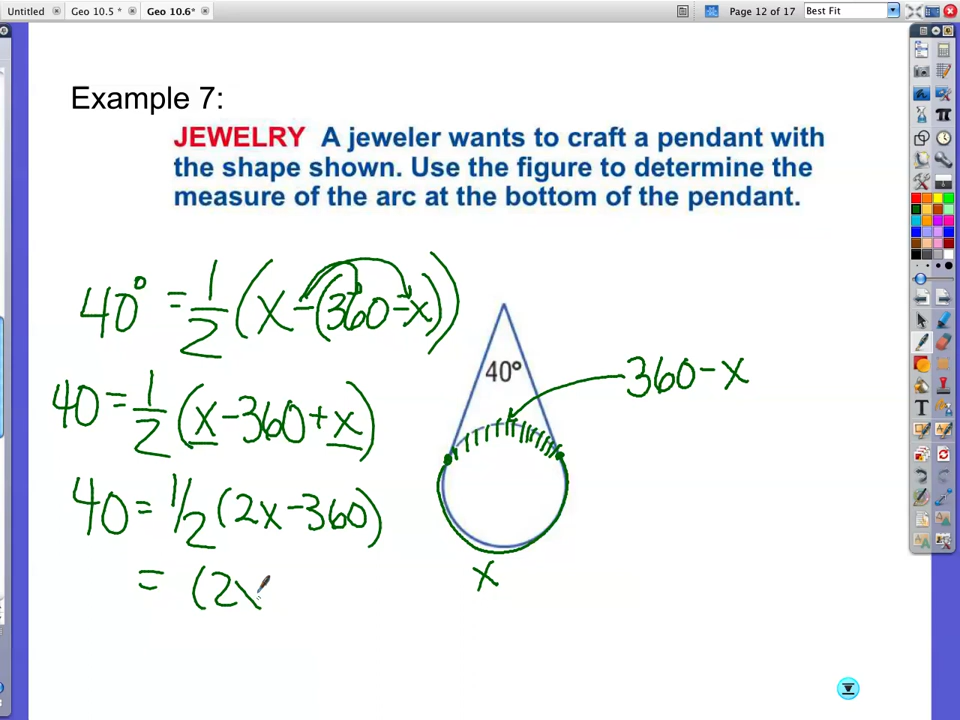 Untitled Geo 10.5 * Geo 10.6* Page 12 of 17 Best Fit
Example 7:
JEWELRY A jeweler wants to craft a pendant with
the shape shown. Use the figure to determine the
measure of the arc at the bottom of the pendant.
40° = 1/2 (x - (360 - x))
40° 360 - x
40 = 1/2 (x - 360 + x)
40 = 1/2 (2x - 360)
x
= (2x